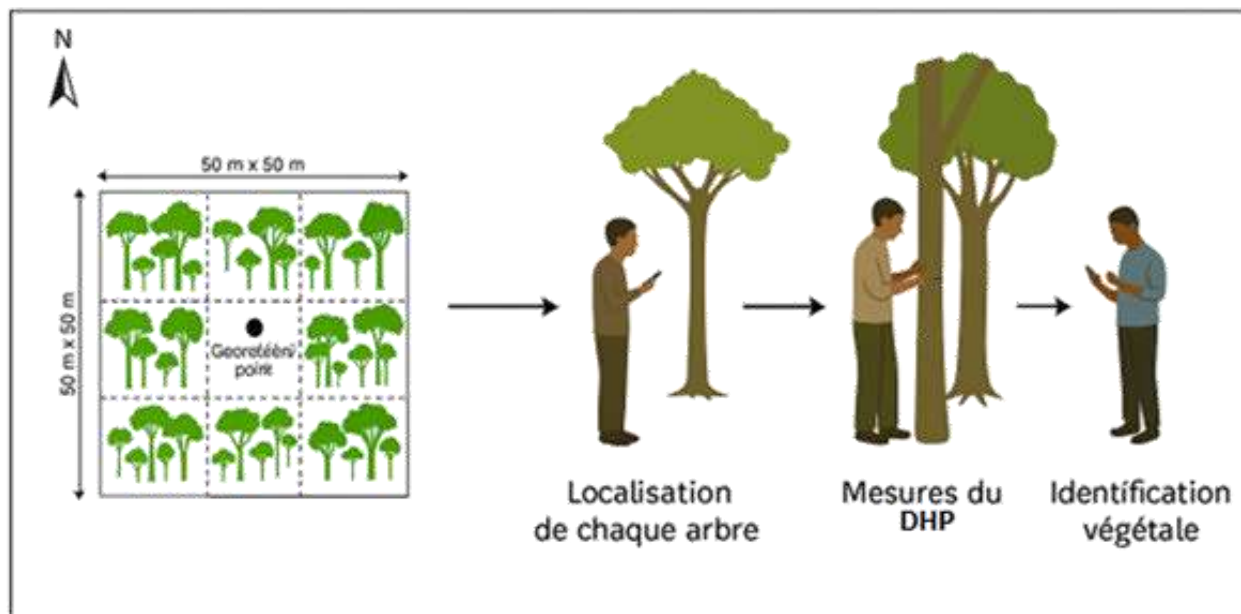 N
50 m x 50 m
50 m x 50 m
point
Localisation
de chaque arbre
Mesures du
DHP
Identification
végétale